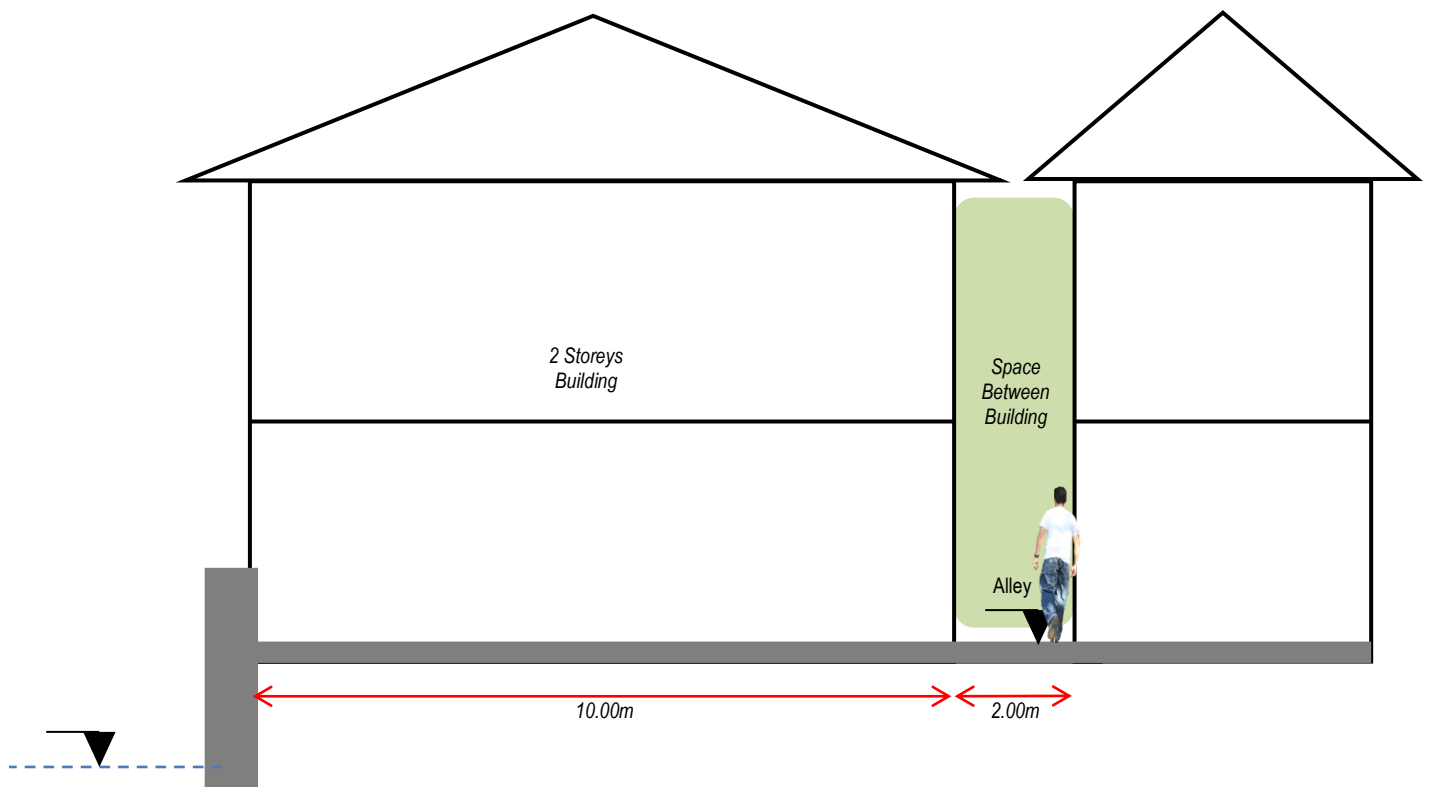 2 Storeys
Building
Space
Between
Building
Alley
10.00m
2.00m